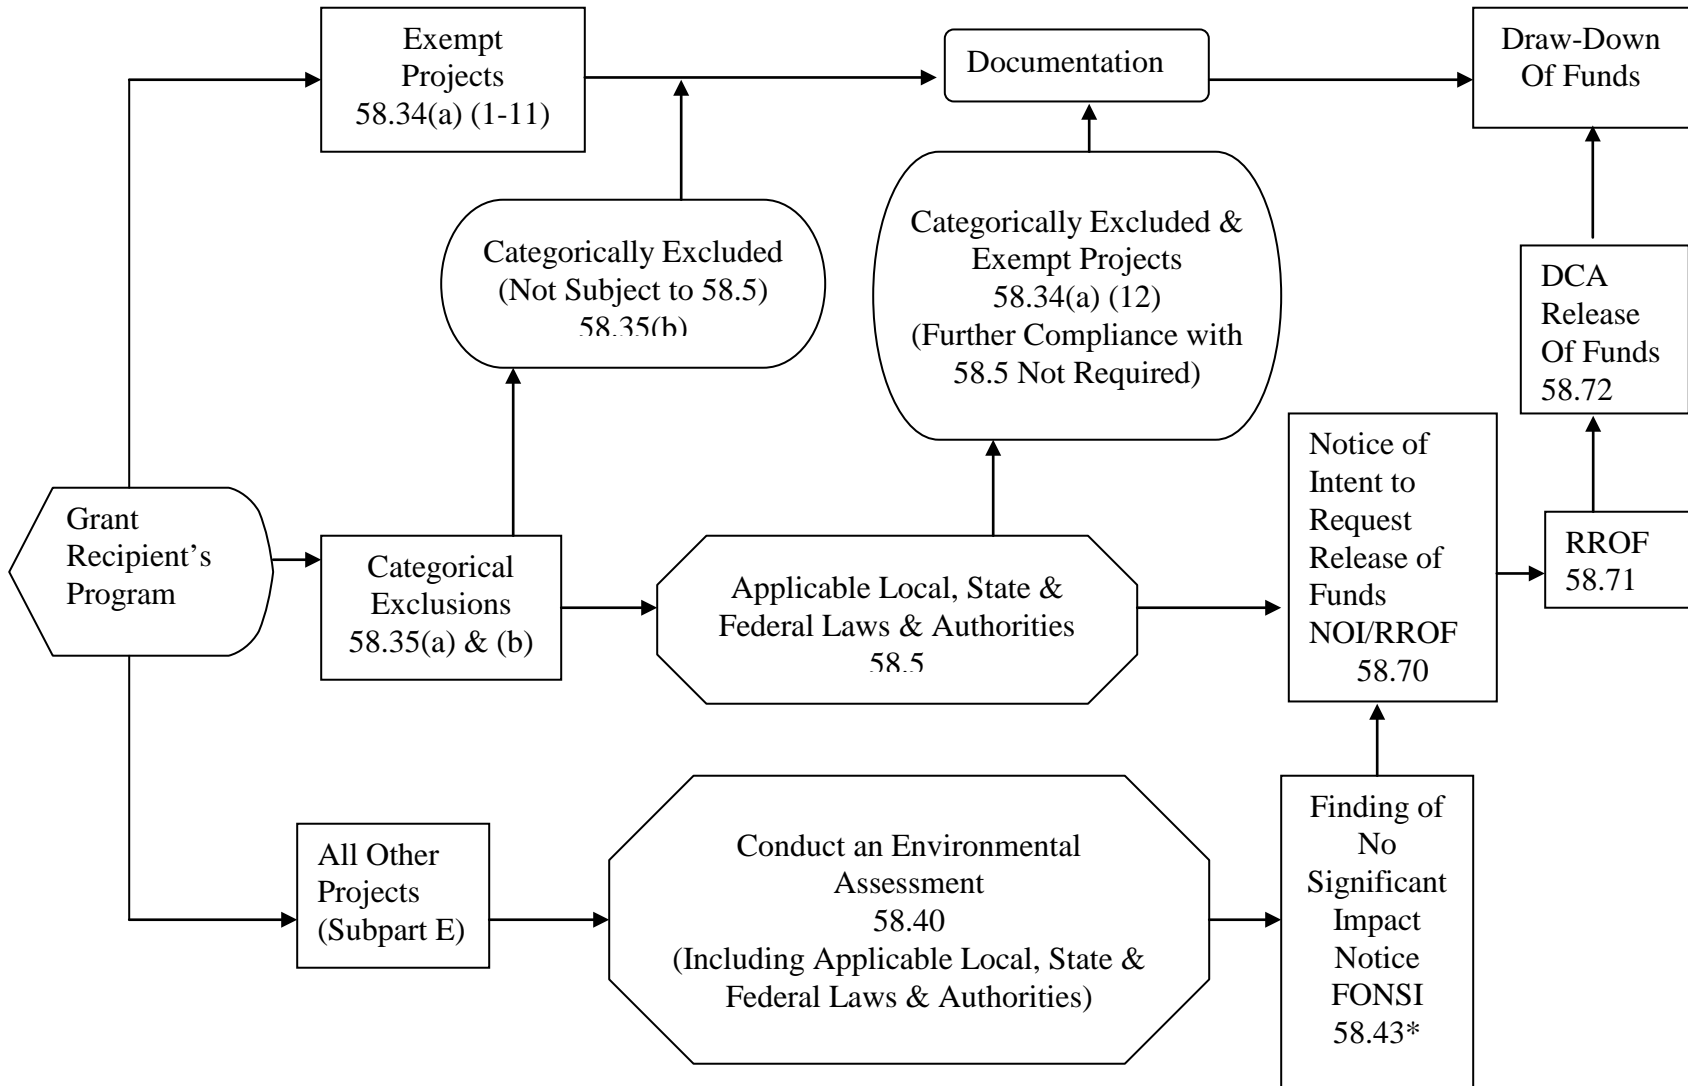 Exempt
Projects
58.34(a) (1-11)
Documentation
Draw-Down
Of Funds
Categorically Excluded
(Not Subject to 58.5)
58.35(b)
Categorically Excluded &
Exempt Projects
58.34(a) (12)
(Further Compliance with
58.5 Not Required)
DCA
Release
Of Funds
58.72
Grant
Recipient’s
Program
Categorical
Exclusions
58.35(a) & (b)
Applicable Local, State &
Federal Laws & Authorities
58.5
Notice of
Intent to
Request
Release of
Funds
NOI/RROF
58.70
RROF
58.71
All Other
Projects
(Subpart E)
Conduct an Environmental
Assessment
58.40
(Including Applicable Local, State &
Federal Laws & Authorities)
Finding of
No
Significant
Impact
Notice
FONSI
58.43*